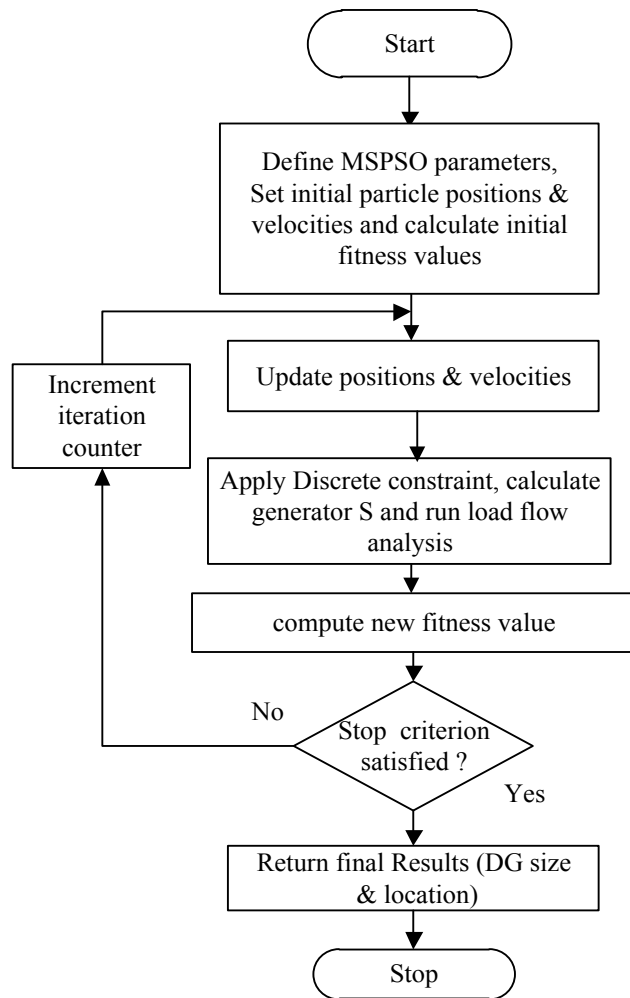 Start
Define MSPSO parameters,
Set initial particle positions &
velocities and calculate initial
fitness values
Update positions & velocities
Increment
iteration
counter
Apply Discrete constraint, calculate
generator S and run load flow
analysis
compute new fitness value
No
Stop criterion
satisfied ?
Yes
Return final Results (DG size
& location)
Stop